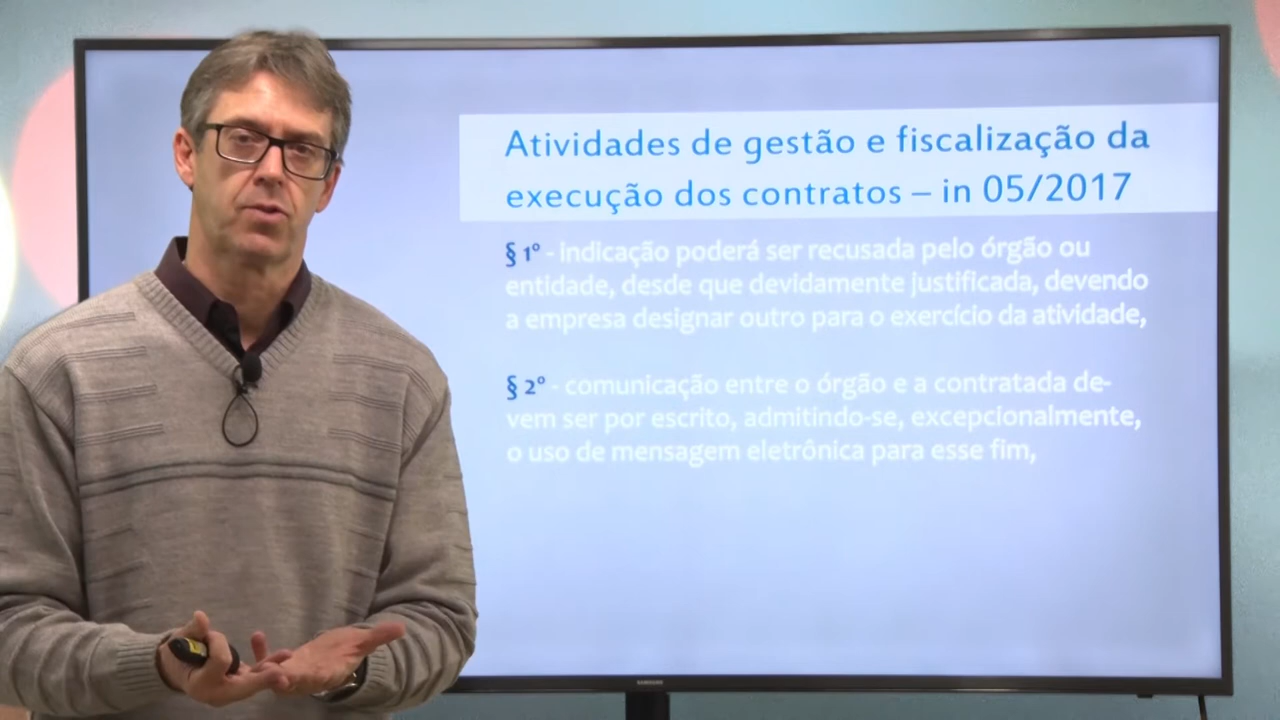 Atividades de gestão e fiscalização da
execução dos contratos – in 05/2017
§ 1º - indicação poderá ser recusada pelo órgão ou
entidade, desde que devidamente justificada, devendo
a empresa designar outro para o exercício da atividade,
§ 2º - comunicação entre o órgão e a contratada de-
vem ser por escrito, admitindo-se, excepcionalmente,
o uso de mensagem eletrônica para esse fim,
SAMSUNG